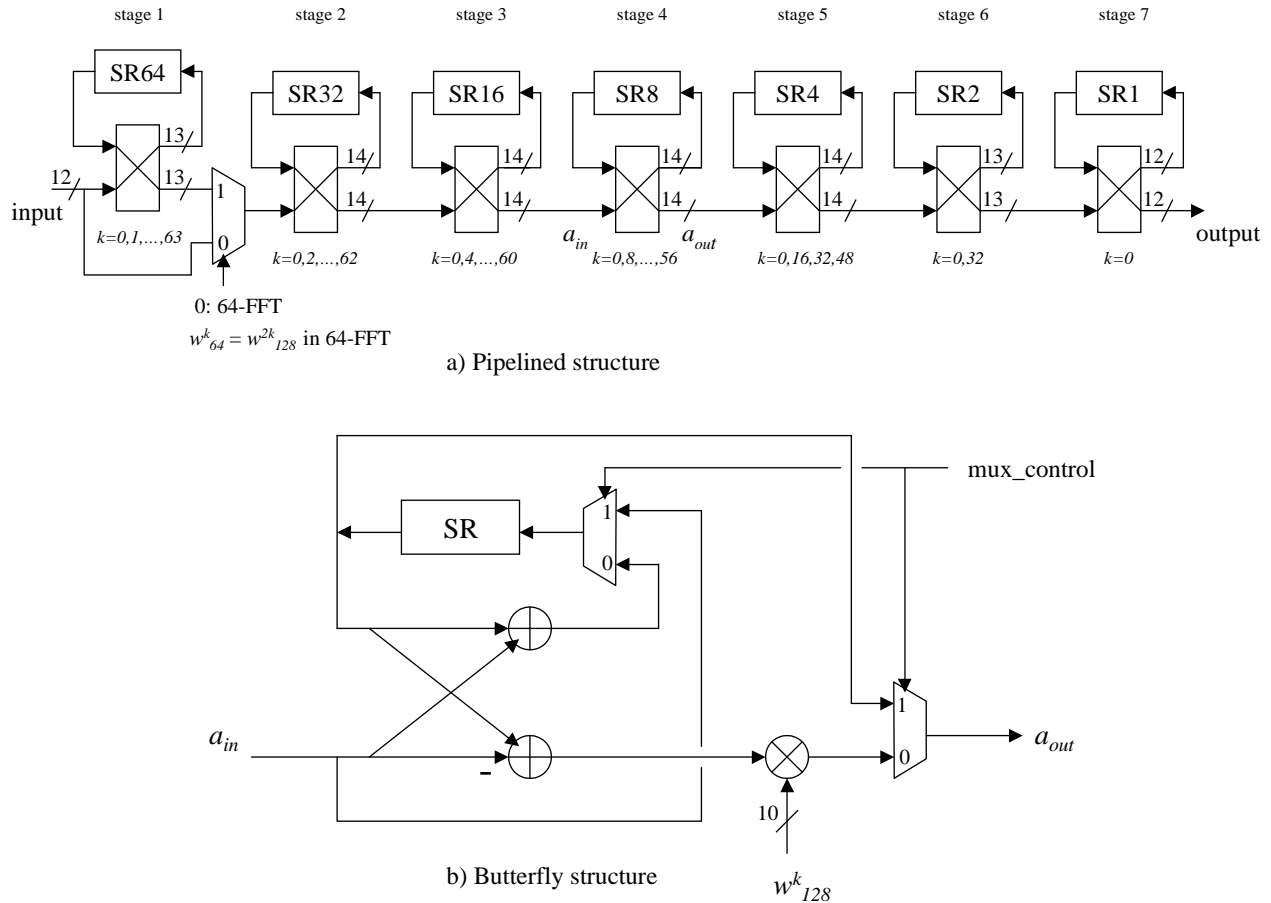 stage 1 stage 2 stage 3 stage 4 stage 5 stage 6 stage 7
SR64 SR32 SR16 SR8 SR4 SR2 SR1
13 14 14 14 14 13 12
12 13 1 14 14 14 14 13 12
input a_in a_out output
0
k=0,1,...,63 k=0,2,...,62 k=0,4,...,60 k=0,8,...,56 k=0,16,32,48 k=0,32 k=0
0: 64-FFT
w^k_64 = w^2k_128 in 64-FFT
a) Pipelined structure
mux_control
SR 1
0
1
a_in - 0 a_out
10
b) Butterfly structure
w^k_128